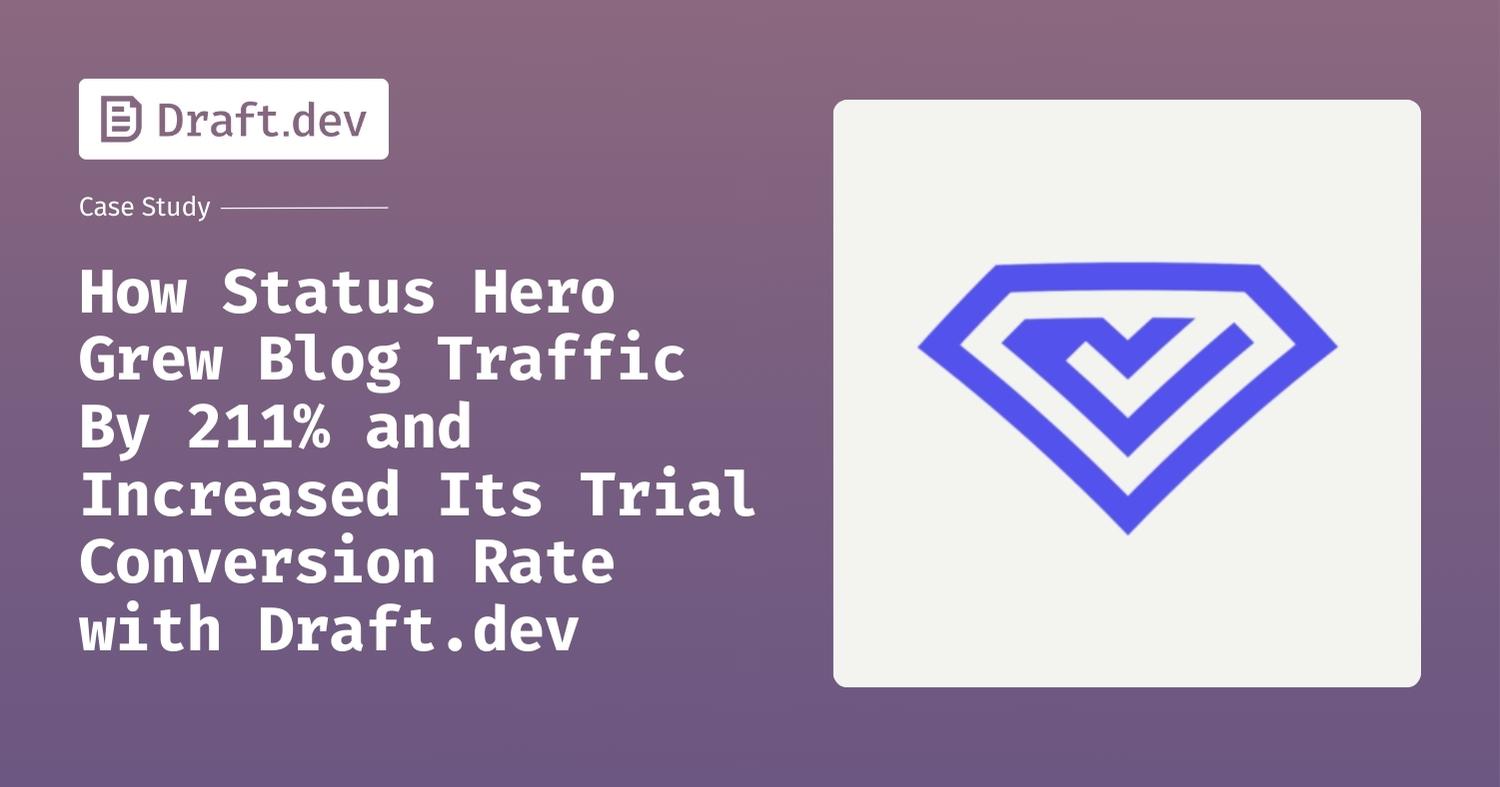 Draft.dev
Case Study
How Status Hero
Grew Blog Traffic
By 211% and
Increased Its Trial
Conversion Rate
with Draft.dev